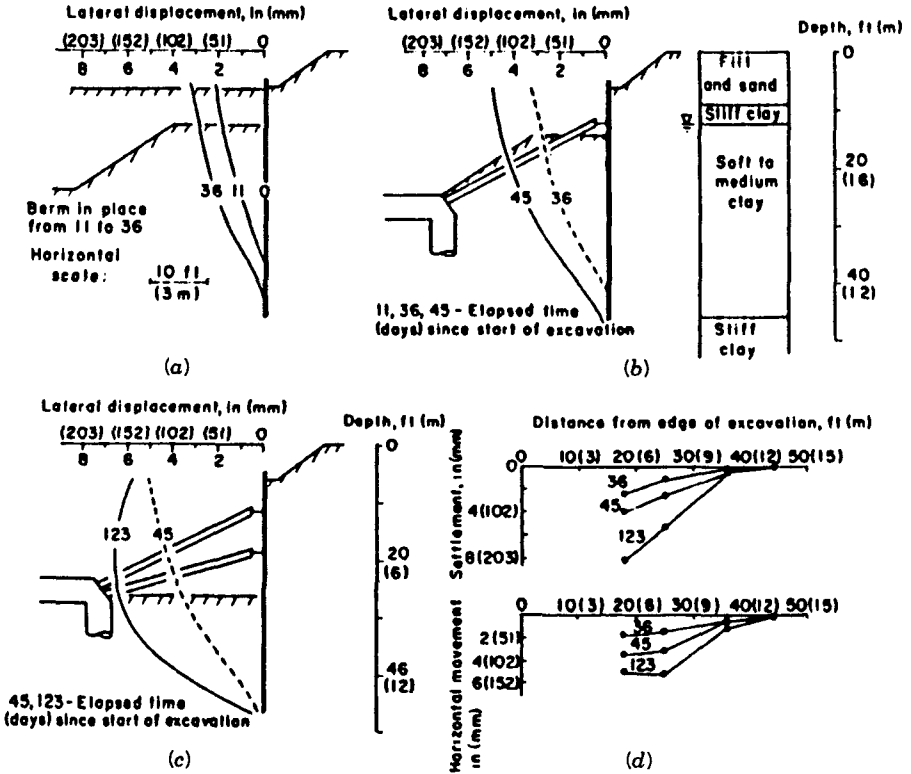 Lateral displacement, in (mm)
(203) (152) (102) (51) 0
8 6 4 2
36 11 0
Berm in place
from 11 to 36
Horizontal
scale:
10 ft
(3 m)
(a)
Lateral displacement, in (mm)
(203) (152) (102) (51) 0
8 6 4 2
45 36
11, 36, 45 - Elapsed time
(days) since start of excavation
(b)
Depth, ft (m)
0
Fill
and sand
Stiff clay
Soft to
medium
clay
Stiff
clay
20
(16)
40
(12)
Lateral displacement, in (mm)
(203) (152) (102) (51) 0
8 6 4 2
123 45
45, 123 - Elapsed time
(days) since start of excavation
(c)
Depth, ft (m)
0
20
(6)
46
(12)
Distance from edge of excavation, ft (m)
0 10(3) 20(6) 30(9) 40(12) 50(15)
Settlement, in (mm)
4(102)
8(203)
36
45
123
0 10(3) 20(6) 30(9) 40(12) 50(15)
Horizontal movement
in (mm)
2(51)
4(102)
6(152)
36
45
123
(d)